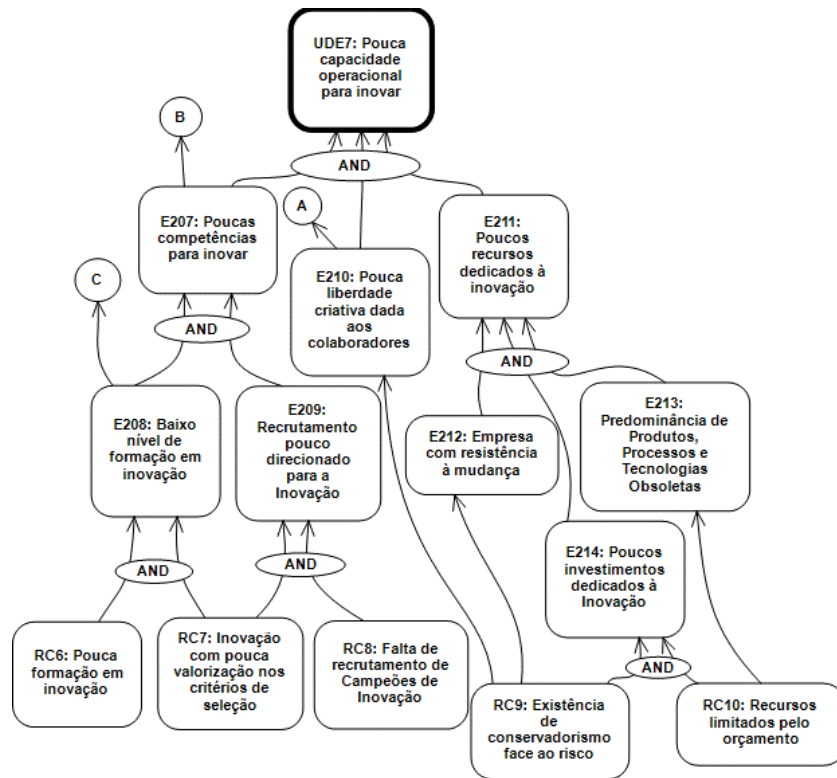 UDE7: Pouca
capacidade
operacional
para inovar
B
AND
A
E207: Poucas
competências
para inovar
E211:
Poucos
recursos
dedicados à
inovação
E210: Pouca
liberdade
criativa dada
aos
colaboradores
C
AND
AND
E208: Baixo
nível de
formação em
inovação
E209:
Recrutamento
pouco
direcionado
para a
Inovação
E212: Empresa
com resistência
à mudança
E213:
Predominância de
Produtos,
Processos e
Tecnologias
Obsoletas
E214: Poucos
investimentos
dedicados à
Inovação
AND
AND
RC6: Pouca
formação em
inovação
RC7: Inovação
com pouca
valorização nos
critérios de
seleção
RC8: Falta de
recrutamento de
Campeões de
Inovação
AND
RC9: Existência
de
conservadorismo
face ao risco
RC10: Recursos
limitados pelo
orçamento